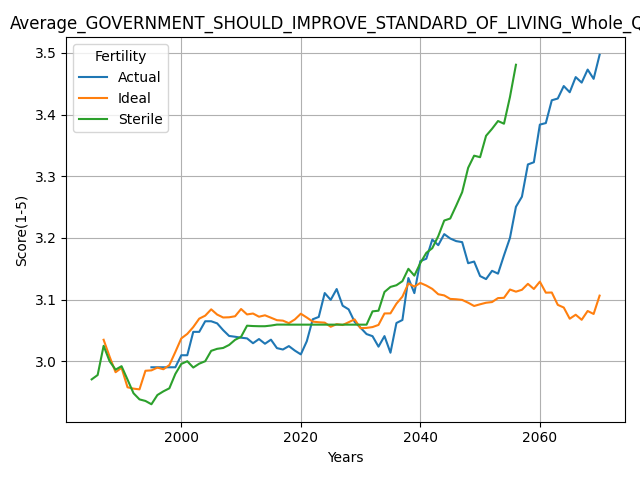 Average_GOVERNMENT_SHOULD_IMPROVE_STANDARD_OF_LIVING_Whole_Q
Fertility
Actual
Ideal
Sterile
Score(1-5)
3.5
3.4
3.3
3.2
3.1
3.0
2000
2020
2040
2060
Years